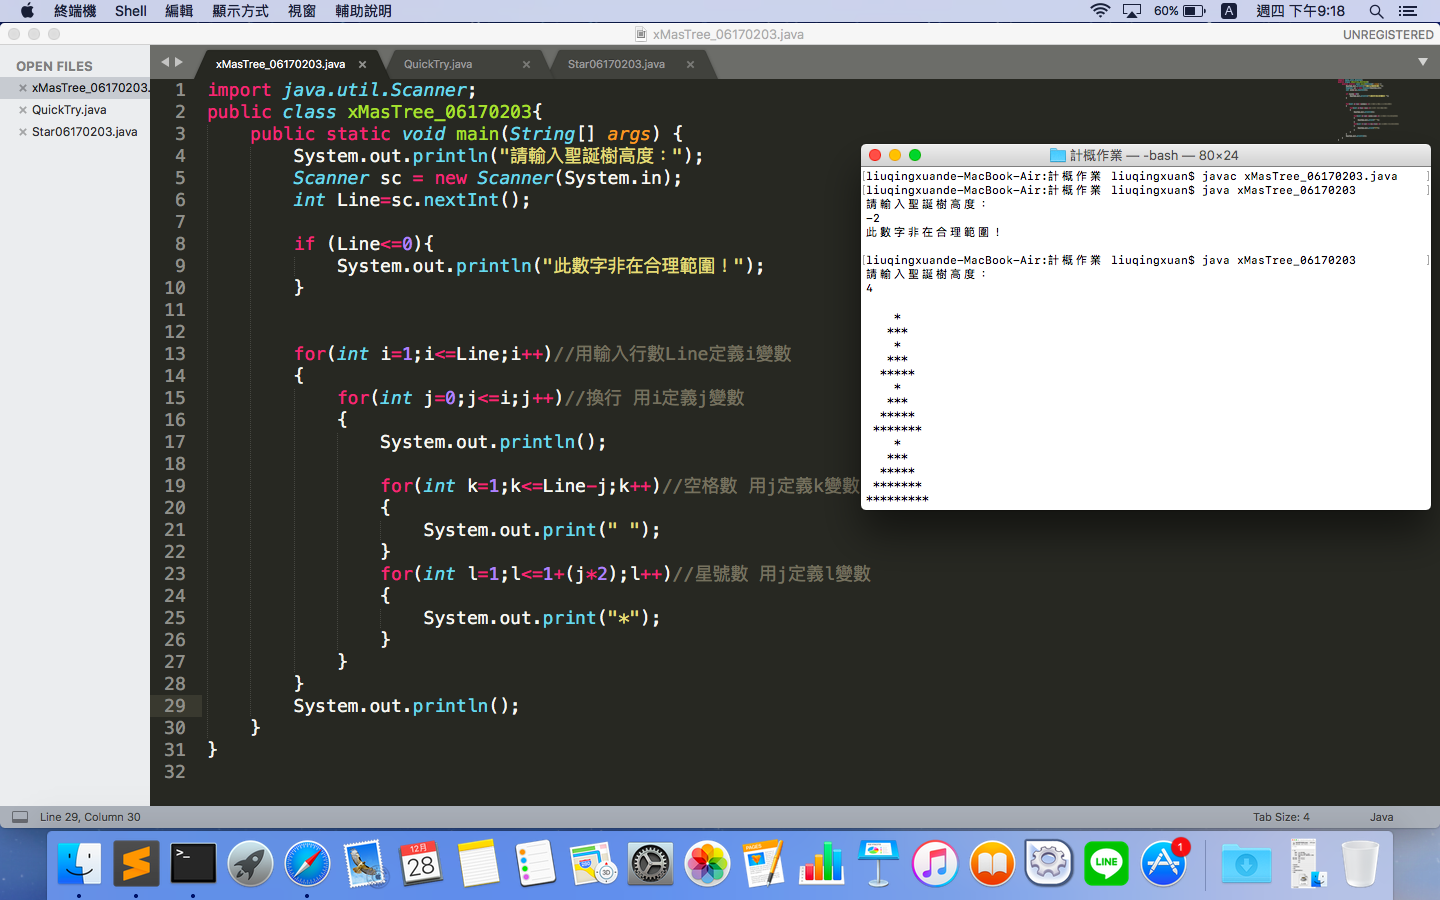 終端機 Shell 編輯 顯示方式 視窗 輔助說明 60% A 週四 下午9:18
xMasTree_06170203.java UNREGISTERED
OPEN FILES
xMasTree_06170203.
QuickTry.java
Star06170203.java
xMasTree_06170203.java QuickTry.java Star06170203.java
1 import java.util.Scanner;
2 public class xMasTree_06170203{
3 public static void main(String[] args) {
4 System.out.println("請輸入聖誕樹高度：");
5 Scanner sc = new Scanner(System.in);
6 int Line=sc.nextInt();
7
8 if (Line<=0){
9 System.out.println("此數字非在合理範圍！");
10 }
11
12
13 for(int i=1;i<=Line;i++)//用輸入行數Line定義i變數
14 {
15 for(int j=0;j<=i;j++)//換行 用i定義j變數
16 {
17 System.out.println();
18
19 for(int k=1;k<=Line-j;k++)//空格數 用j定義k變數
20 {
21 System.out.print(" ");
22 }
23 for(int l=1;l<=1+(j*2);l++)//星號數 用j定義l變數
24 {
25 System.out.print("*");
26 }
27 }
28 }
29 System.out.println();
30 }
31 }
32
計概作業 — -bash — 80×24
[liuqingxuande-MacBook-Air:計概作業 liuqingxuan$ javac xMasTree_06170203.java ]
[liuqingxuande-MacBook-Air:計概作業 liuqingxuan$ java xMasTree_06170203 ]
請輸入聖誕樹高度：
-2
此數字非在合理範圍！
[liuqingxuande-MacBook-Air:計概作業 liuqingxuan$ java xMasTree_06170203 ]
請輸入聖誕樹高度：
4
*
***
*
***
*****
*
***
*****
*******
*
***
*****
*******
*********
Line 29, Column 30 Tab Size: 4 Java
>_
12月
28
PAGES
LINE
1